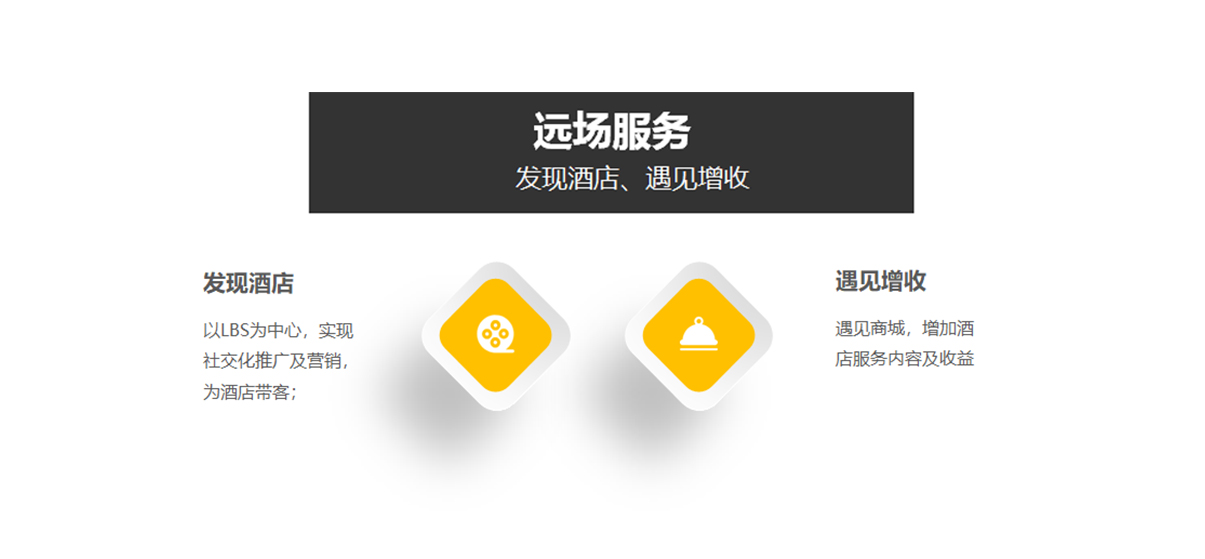 远场服务
发现酒店、遇见增收
发现酒店
以LBS为中心，实现
社交化推广及营销，
为酒店带客；
遇见增收
遇见商城，增加酒
店服务内容及收益